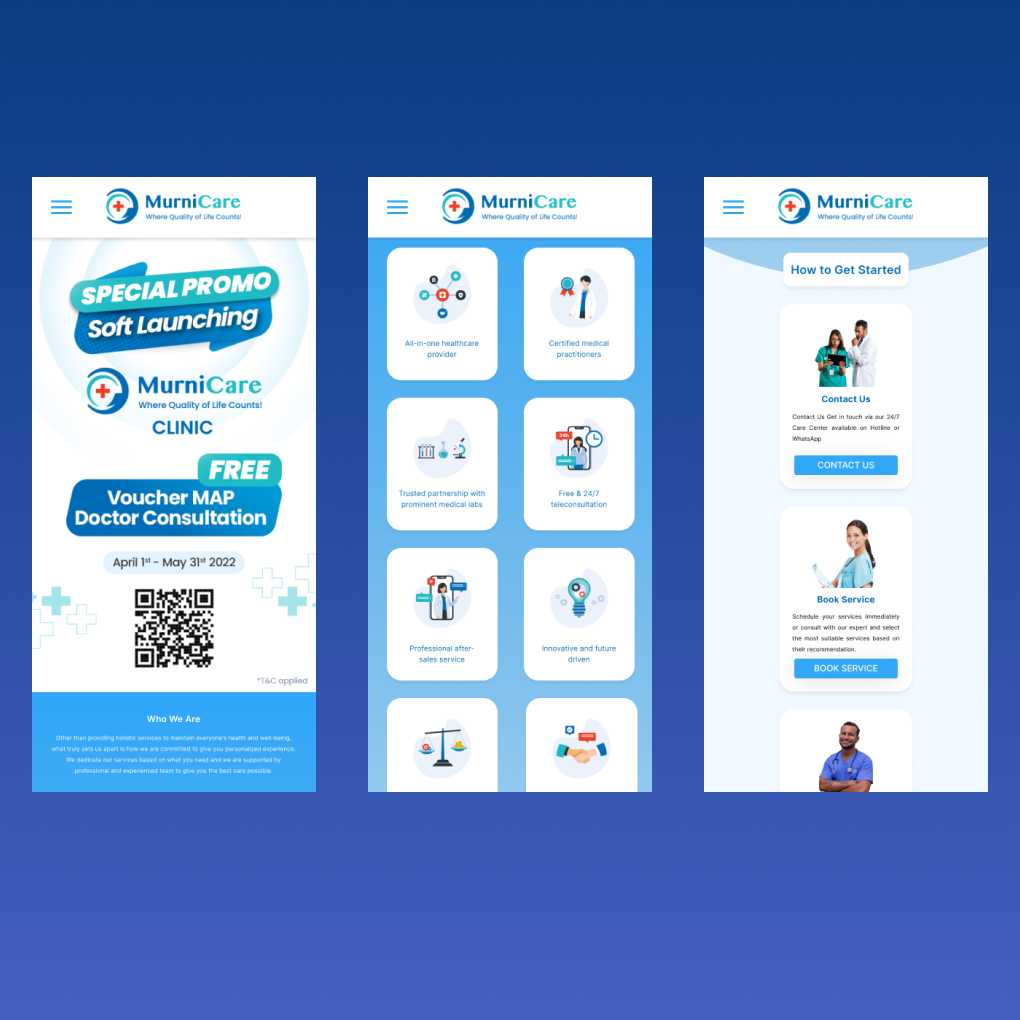 MurniCare
Where Quality of Life Counts!
SPECIAL PROMO
Soft Launching
MurniCare
Where Quality of Life Counts!
CLINIC
FREE
Voucher MAP
Doctor Consultation
April 1st - May 31st 2022
*T&C applied
Who We Are
Other than providing holistic services to maintain everyone's health and well-being,
what truly sets us apart is how we are committed to give you personalized experience.
We dedicate our services based on what you need and we are supported by
professional and experienced team to give you the best care possible.
MurniCare
Where Quality of Life Counts!
All-in-one healthcare
provider
Certified medical
practitioners
Trusted partnership with
prominent medical labs
24h
Free & 24/7
teleconsultation
Professional after-
sales service
Innovative and future
driven
MurniCare
Where Quality of Life Counts!
How to Get Started
Contact Us
Contact Us Get in touch via our 24/7
Care Center available on Hotline or
WhatsApp
CONTACT US
Book Service
Schedule your services immediately
or consult with our expert and select
the most suitable services based on
their recommendation.
BOOK SERVICE